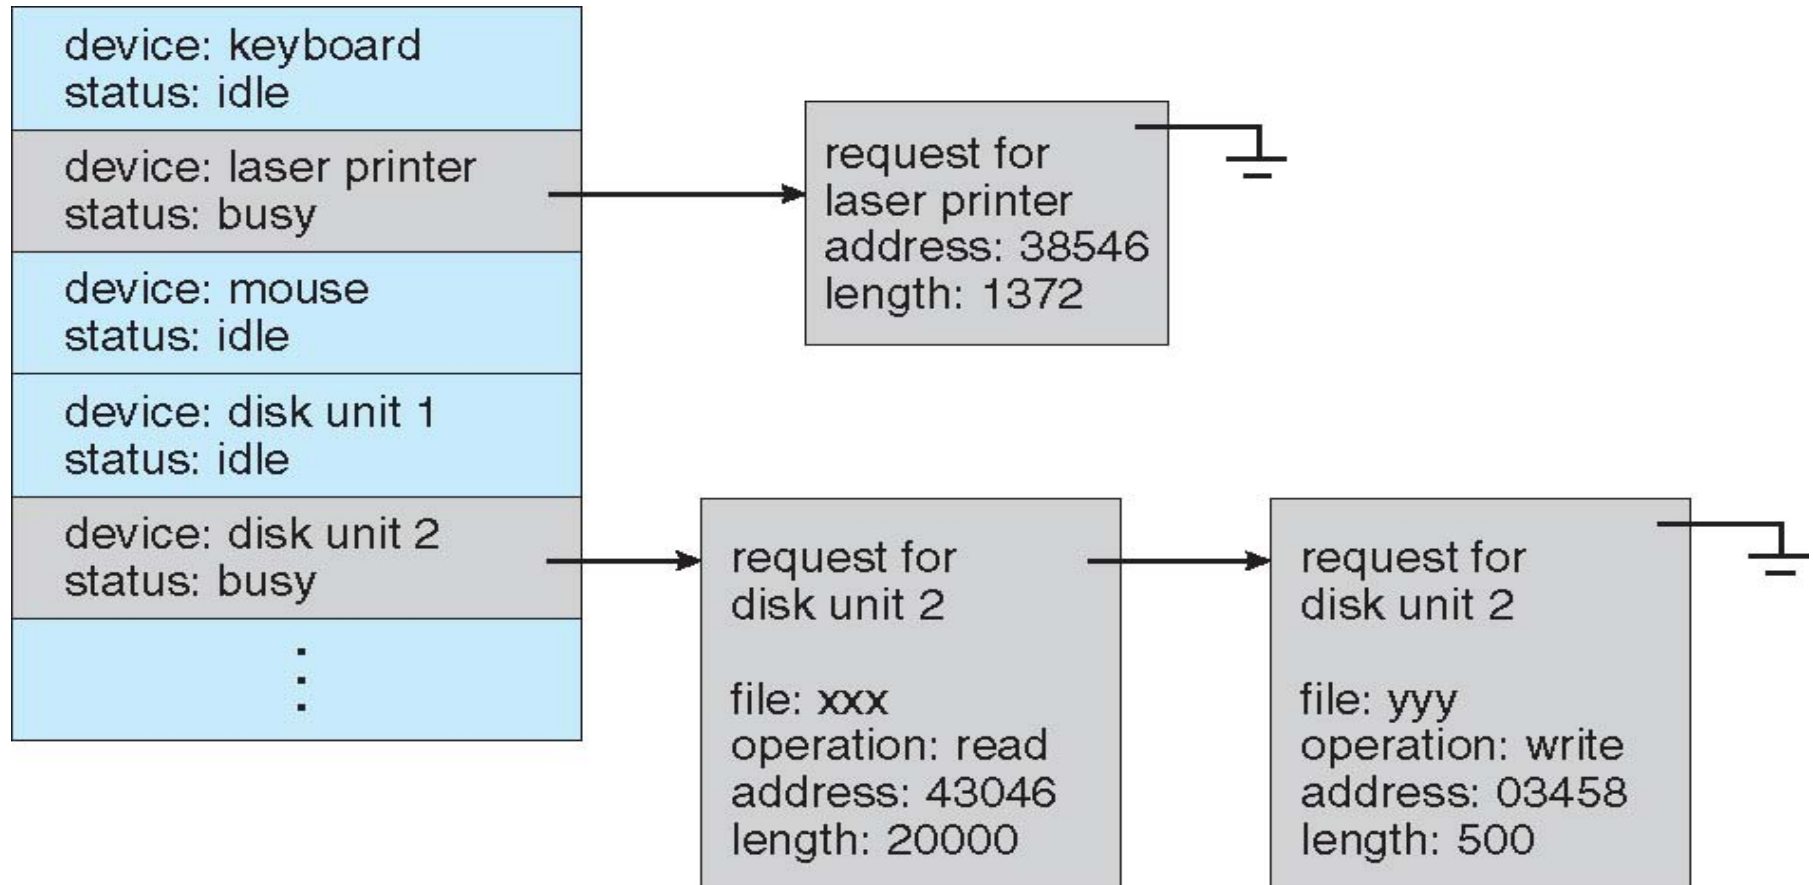 device: keyboard
status: idle
device: laser printer
status: busy
device: mouse
status: idle
device: disk unit 1
status: idle
device: disk unit 2
status: busy
request for
laser printer
address: 38546
length: 1372
request for
disk unit 2
file: xxx
operation: read
address: 43046
length: 20000
request for
disk unit 2
file: yyy
operation: write
address: 03458
length: 500